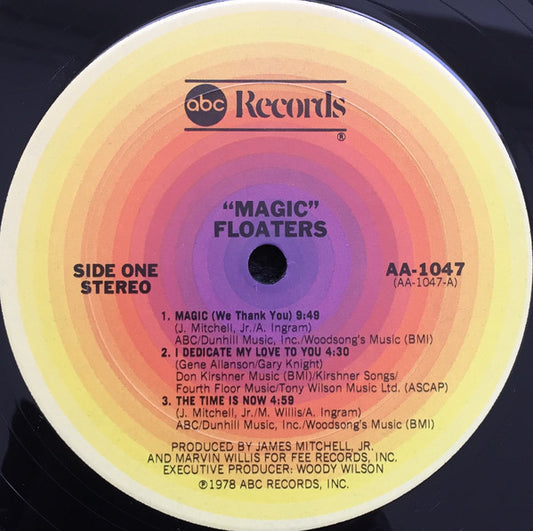 abc Records
®
"MAGIC"
FLOATERS
SIDE ONE
STEREO
AA-1047
(AA-1047-A)
1. MAGIC (We Thank You) 9:49
(J. Mitchell, Jr./A. Ingram)
ABC/Dunhill Music, Inc./Woodsong's Music (BMI)
2. I DEDICATE MY LOVE TO YOU 4:30
(Gene Allanson/Gary Knight)
Don Kirshner Music (BMI)/Kirshner Songs/
Fourth Floor Music/Tony Wilson Music Ltd. (ASCAP)
3. THE TIME IS NOW 4:59
(J. Mitchell, Jr./M. Willis/A. Ingram)
ABC/Dunhill Music, Inc./Woodsong's Music (BMI)
PRODUCED BY JAMES MITCHELL, JR.
AND MARVIN WILLIS FOR FEE RECORDS, INC.
EXECUTIVE PRODUCER: WOODY WILSON
℗1978 ABC RECORDS, INC.